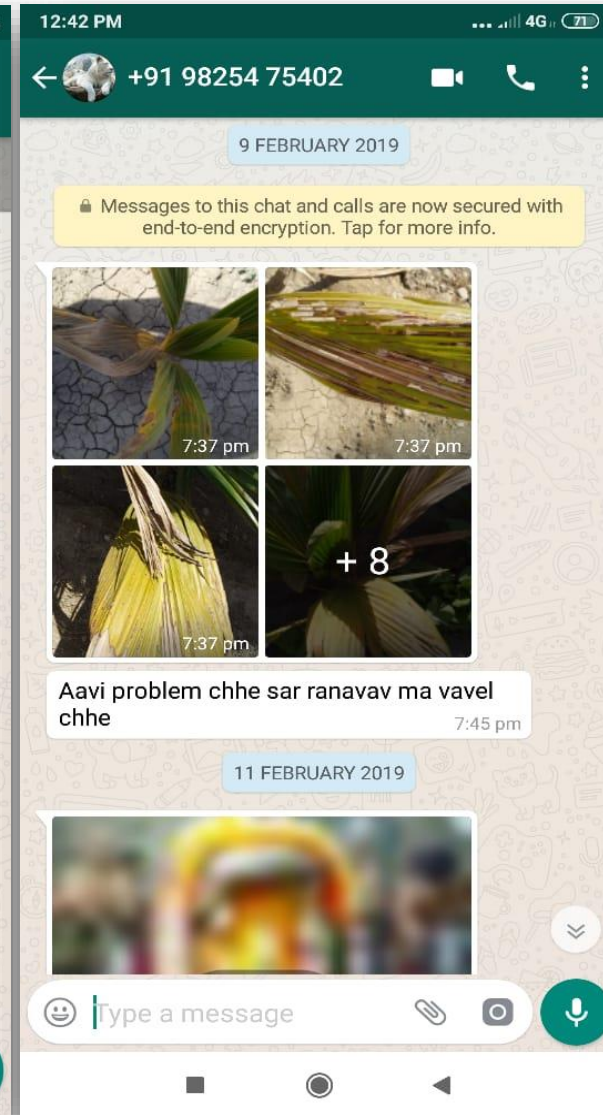 12:42 PM
4G 71
+91 98254 75402
9 FEBRUARY 2019
Messages to this chat and calls are now secured with
end-to-end encryption. Tap for more info.
7:37 pm 7:37 pm
+ 8
7:37 pm
Aavi problem chhe sar ranavav ma vavel
chhe
7:45 pm
11 FEBRUARY 2019
Type a message